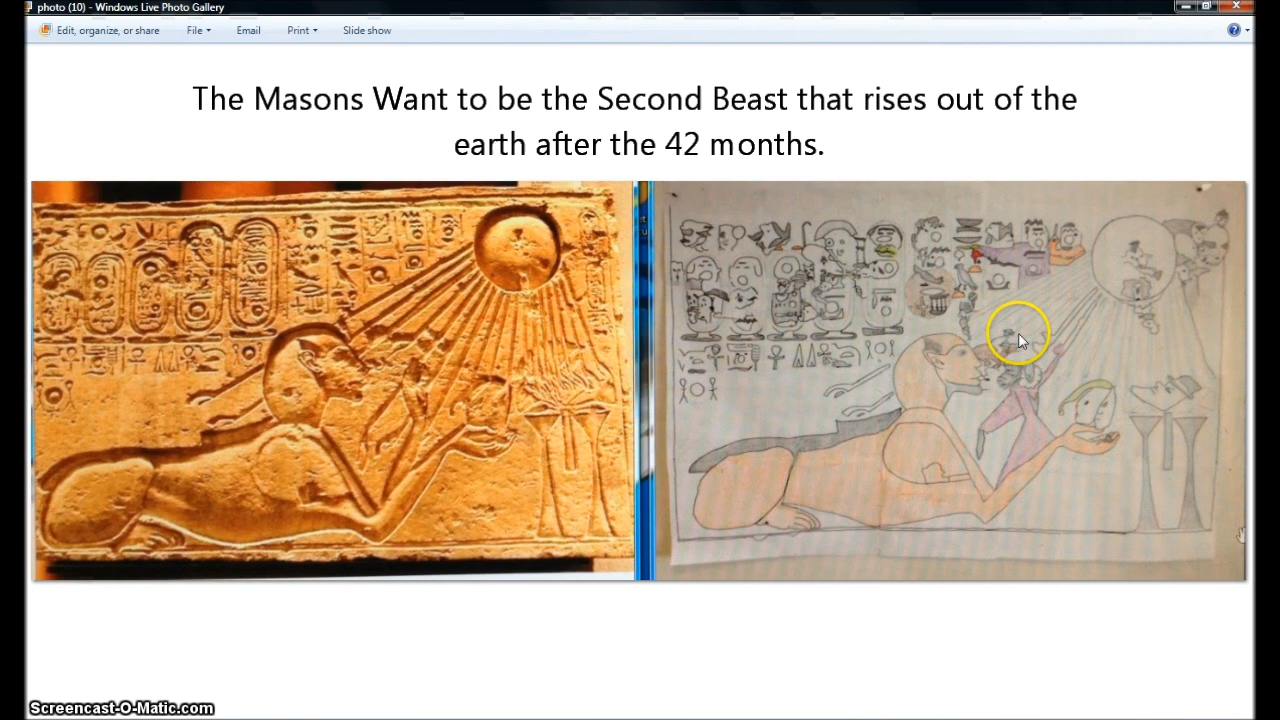 photo (10) - Windows Live Photo Gallery
Edit, organize, or share File Email Print Slide show
The Masons Want to be the Second Beast that rises out of the
earth after the 42 months.
Screencast-O-Matic.com